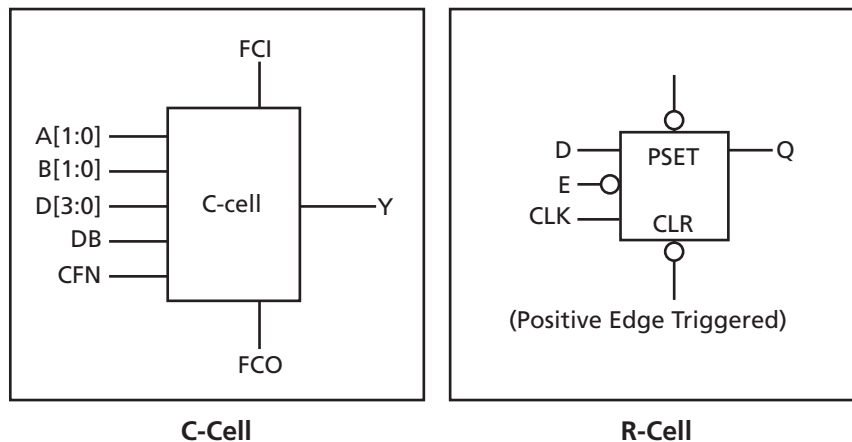 FCI
A[1:0]
B[1:0]
D[3:0]
DB
CFN
C-cell
Y
FCO
C-Cell
D
E
CLK
PSET
CLR
Q
(Positive Edge Triggered)
R-Cell